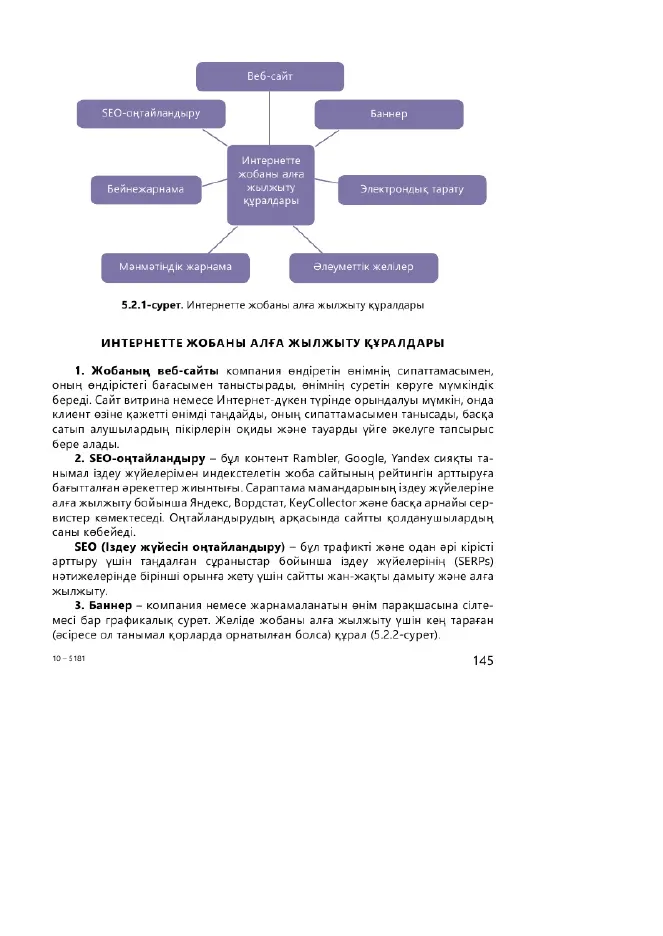 Веб-сайт
SEO-оңтайландыру
Баннер
Интернетте
жобаны алға
жылжыту
құралдары
Бейнежарнама
Электрондық тарату
Мәнмәтіндік жарнама
Әлеуметтік желілер
5.2.1-сурет. Интернетте жобаны алға жылжыту құралдары
ИНТЕРНЕТТЕ ЖОБАНЫ АЛҒА ЖЫЛЖЫТУ ҚҰРАЛДАРЫ
1. Жобаның веб-сайты компания өндіретін өнімнің сипаттамасымен,
оның өндірістегі бағасымен таныстырады, өнімнің суретін көруге мүмкіндік
береді. Сайт витрина немесе Интернет-дүкен түрінде орындалуы мүмкін, онда
клиент өзіне қажетті өнімді таңдайды, оның сипаттамасымен танысады, басқа
сатып алушылардың пікірлерін оқиды және тауарды үйге әкелуге тапсырыс
бере алады.
2. SEO-оңтайландыру – бұл контент Rambler, Google, Yandex сияқты та-
нымал іздеу жүйелерімен индекстелетін жоба сайтының рейтингін арттыруға
бағытталған әрекеттер жиынтығы. Сараптама мамандарының іздеу жүйелеріне
алға жылжыту бойынша Яндекс, Вордстат, KeyCollector және басқа арнайы сер-
вистер көмектеседі. Оңтайландырудың арқасында сайтты қолданушылардың
саны көбейеді.
SEO (Іздеу жүйесін оңтайландыру) – бұл трафикті және одан әрі кірісті
арттыру үшін таңдалған сұраныстар бойынша іздеу жүйелерінің (SERPs)
нәтижелерінде бірінші орынға жету үшін сайтты жан-жақты дамыту және алға
жылжыту.
3. Баннер – компания немесе жарнамаланатын өнім парақшасына сілте-
месі бар графикалық сурет. Желіде жобаны алға жылжыту үшін кең тараған
(әсіресе ол танымал қорларда орнатылған болса) құрал (5.2.2-сурет).
10 – 5181
145